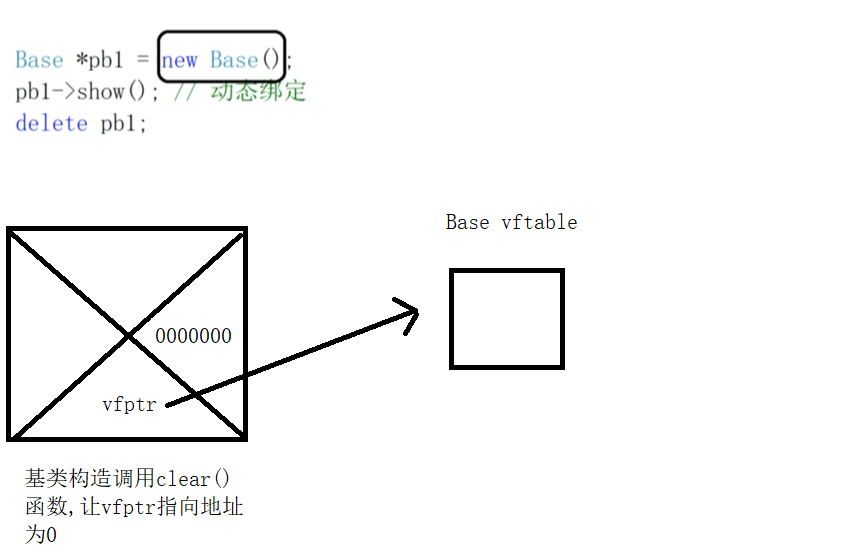 Base *pb1 = new Base();
pb1->show(); // 动态绑定
delete pb1;
Base vftable
0000000
vfptr
基类构造调用clear()
函数,让vfptr指向地址
为0